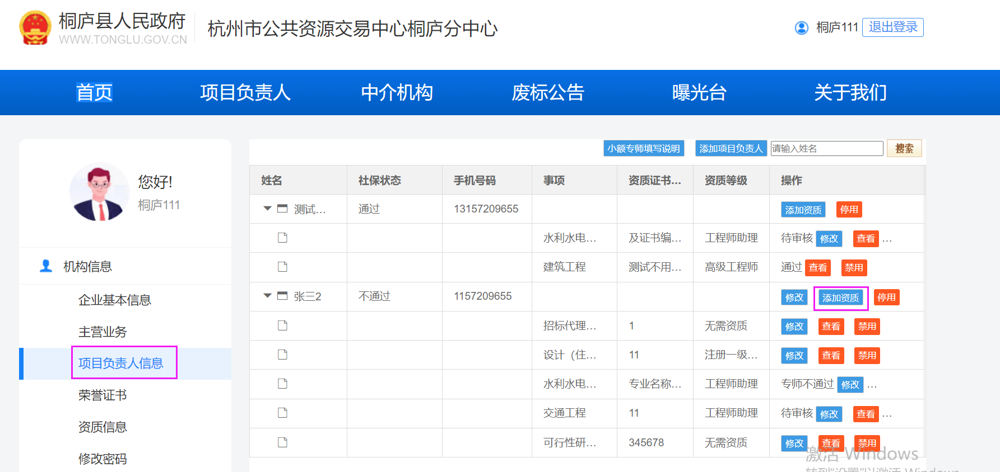 桐庐县人民政府
WWW.TONGLU.GOV.CN
杭州市公共资源交易中心桐庐分中心
桐庐111 退出登录
首页 项目负责人 中介机构 废标公告 曝光台 关于我们
您好!
桐庐111
机构信息
企业基本信息
主营业务
项目负责人信息
荣誉证书
资质信息
修改密码
小额专师填写说明 添加项目负责人 请输入姓名 搜索
姓名 社保状态 手机号码 事项 资质证书... 资质等级 操作
测试... 通过 13157209655 添加资质 停用
水利水电... 及证书编... 工程师助理 待审核 修改 查看 ...
建筑工程 测试不用... 高级工程师 通过 查看 禁用
张三2 不通过 1157209655 修改 添加资质 停用
招标代理... 1 无需资质 修改 查看 禁用
设计（住... 11 注册一级... 修改 查看 禁用
水利水电... 专业名称... 工程师助理 专师不通过 修改 ...
交通工程 11 工程师助理 待审核 修改 查看 ...
可行性研... 345678 无需资质 修改 查看 禁用
激活 Windows
转到"设置"以激活 Windows